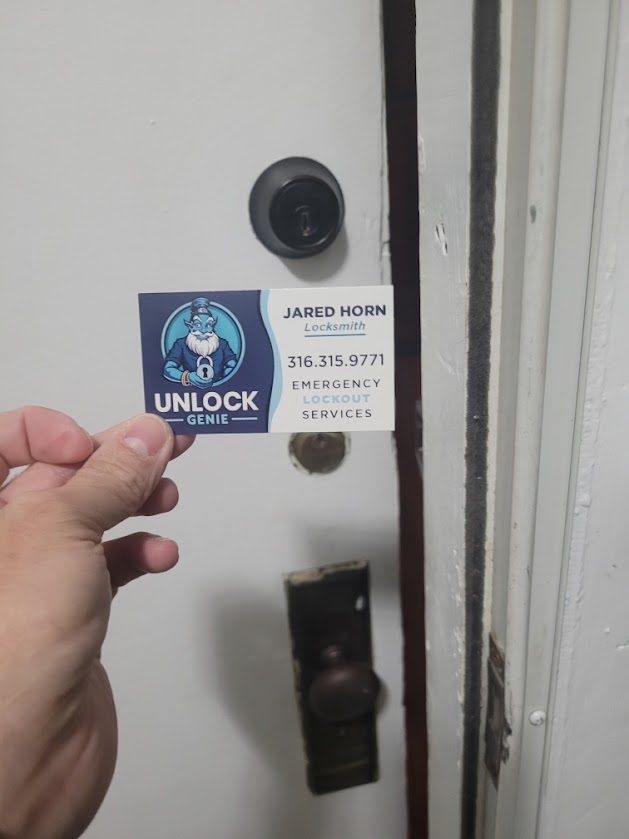 UNLOCK
GENIE
JARED HORN
Locksmith
316.315.9771
EMERGENCY
LOCKOUT
SERVICES